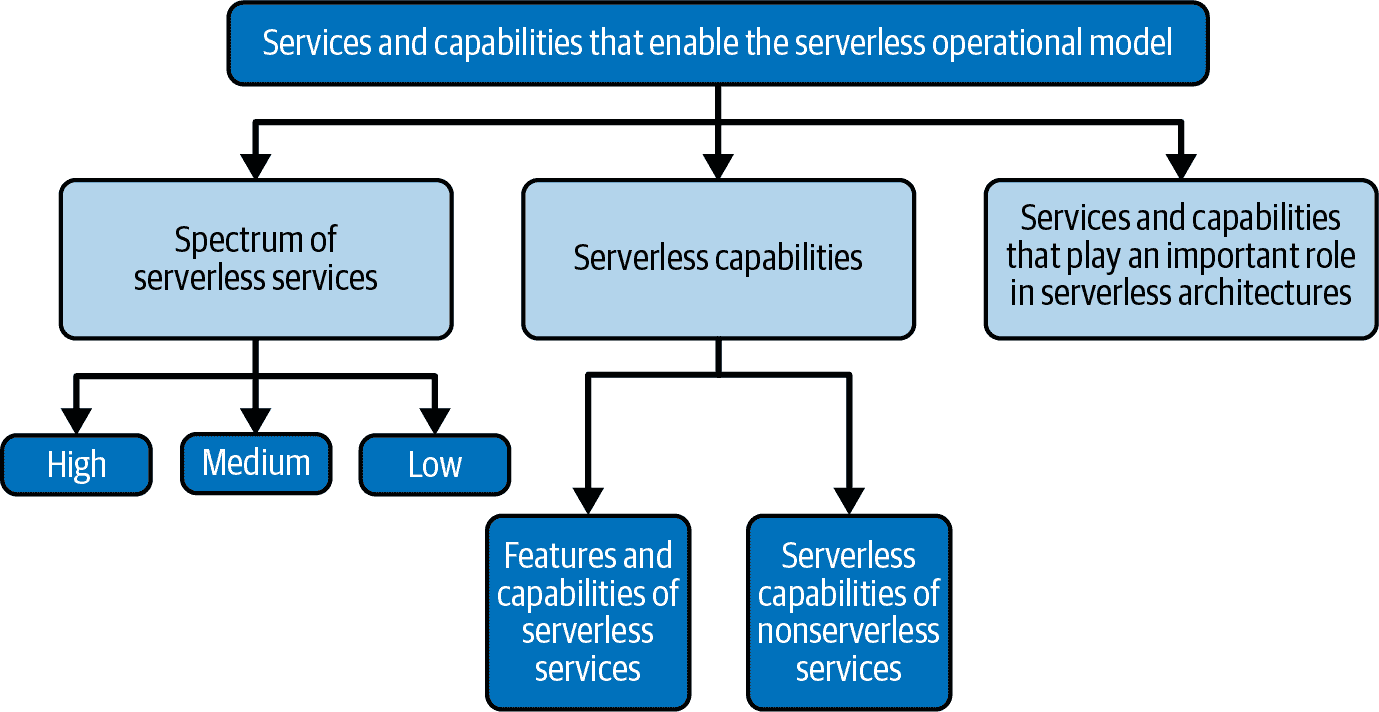 Services and capabilities that enable the serverless operational model
Spectrum of
serverless services
Serverless capabilities
Services and capabilities
that play an important role
in serverless architectures
High
Medium
Low
Features and
capabilities of
serverless
services
Serverless
capabilities of
nonserverless
services